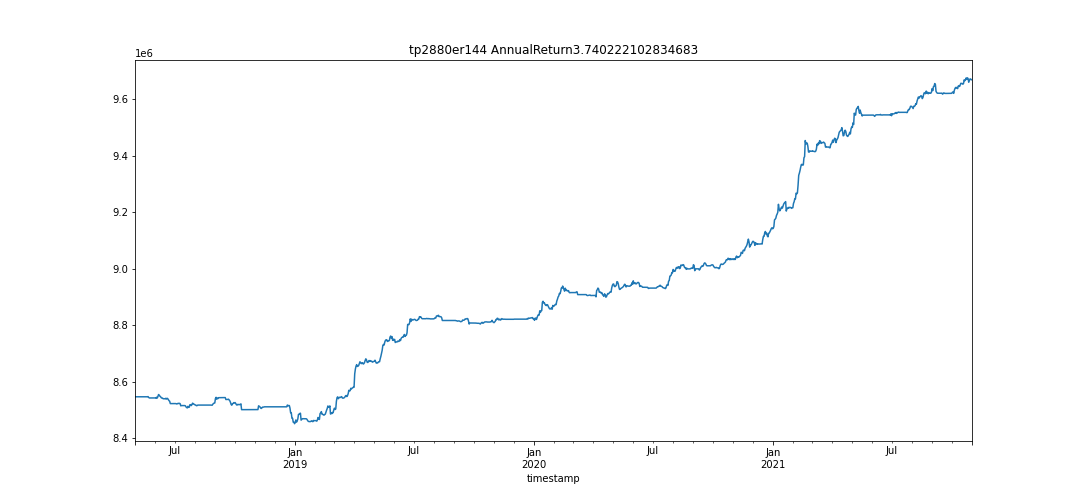 tp2880er144 AnnualReturn3.740222102834683
1e6
9.6
9.4
9.2
9.0
8.8
8.6
8.4
Jul
Jan
2019
Jul
Jan
2020
Jul
Jan
2021
Jul
timestamp